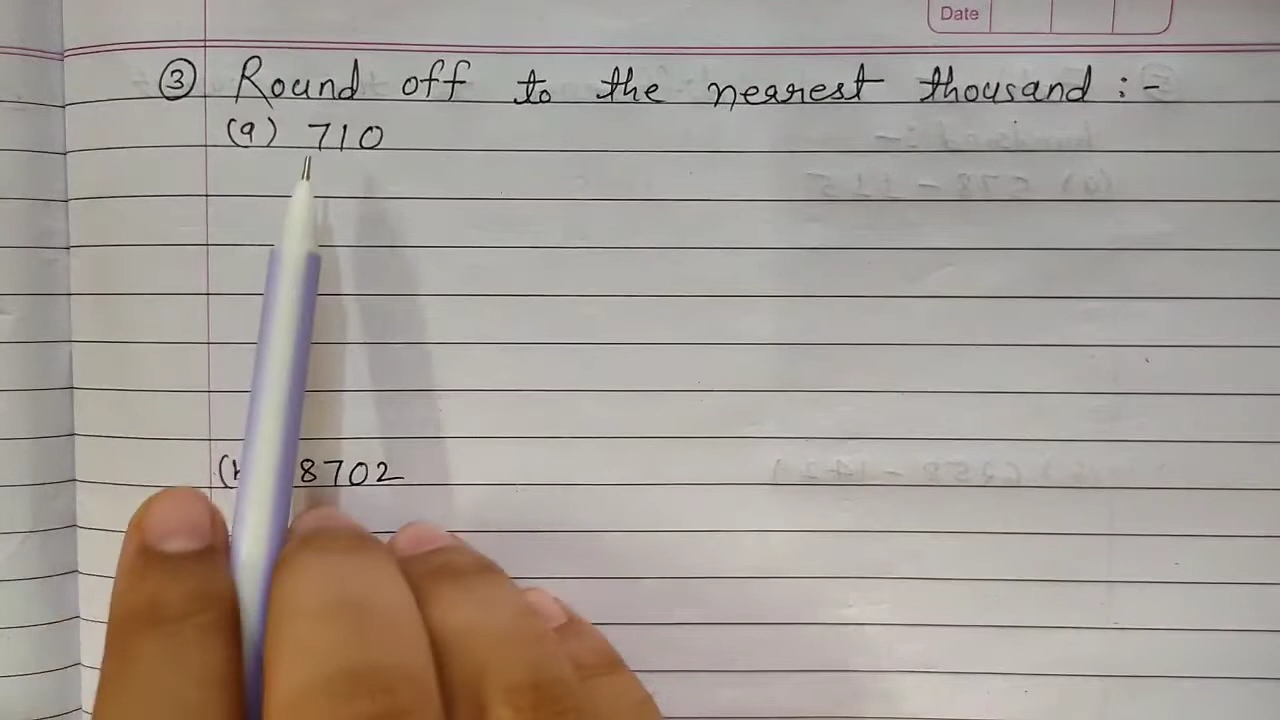 Date
③ Round off to the nearest thousand :-
(a) 710
8702